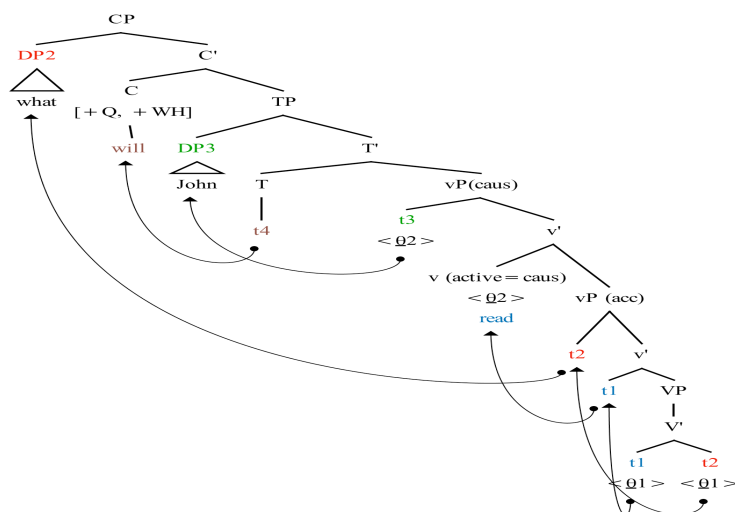 CP
DP2 C'
what C TP
[+Q, +WH]
will DP3 T'
John T vP(caus)
t4 t3 v'
<θ2>
v (active=caus) vP (acc)
<θ2>
read
t2 v'
t1 VP
V'
t1 t2
<θ1> <θ1>